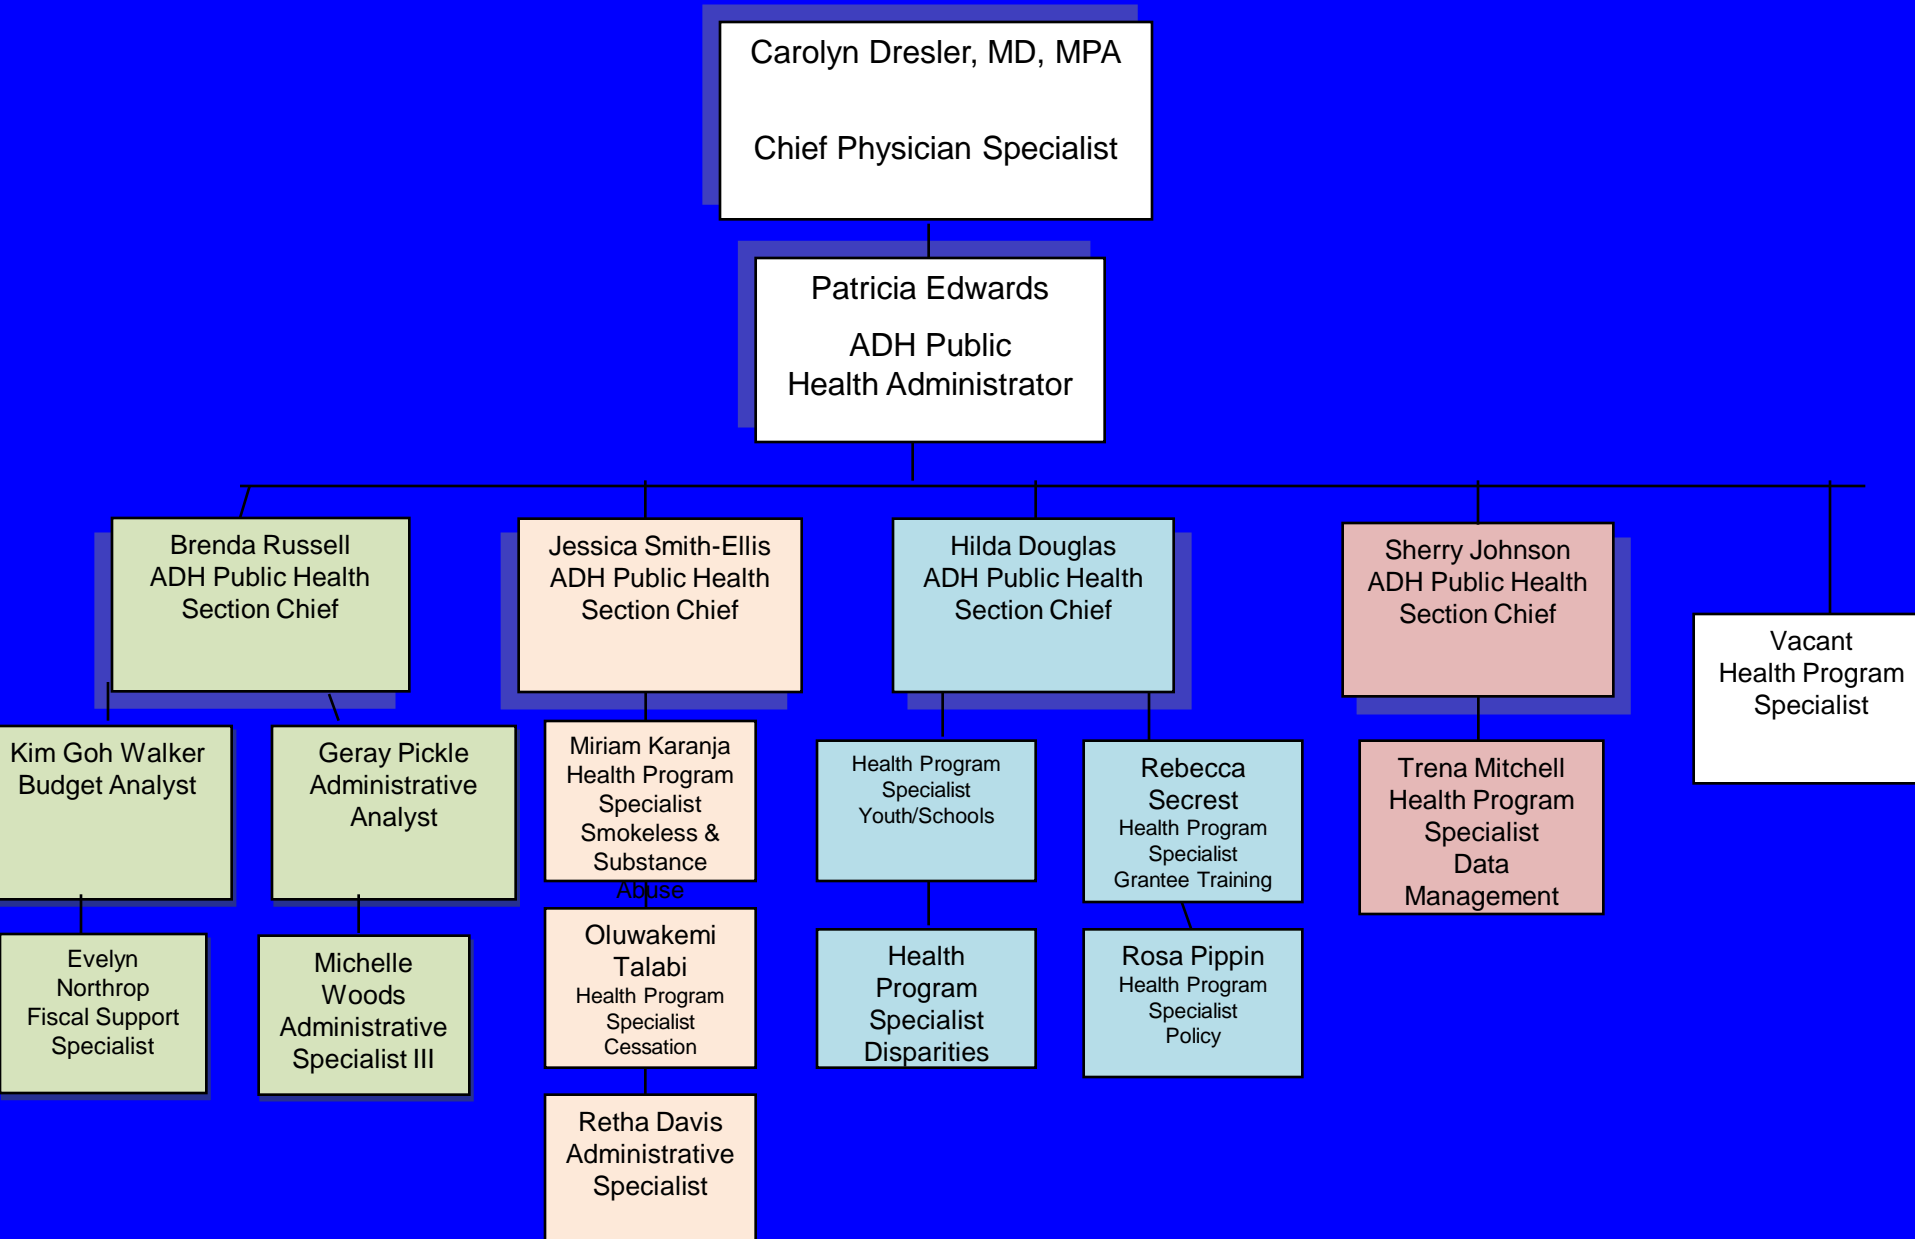 Carolyn Dresler, MD, MPA
Chief Physician Specialist
Patricia Edwards
ADH Public
Health Administrator
Brenda Russell
ADH Public Health
Section Chief
Jessica Smith-Ellis
ADH Public Health
Section Chief
Hilda Douglas
ADH Public Health
Section Chief
Sherry Johnson
ADH Public Health
Section Chief
Vacant
Health Program
Specialist
Kim Goh Walker
Budget Analyst
Geray Pickle
Administrative
Analyst
Miriam Karanja
Health Program
Specialist
Smokeless &
Substance
Abuse
Health Program
Specialist
Youth/Schools
Rebecca
Secrest
Health Program
Specialist
Grantee Training
Trena Mitchell
Health Program
Specialist
Data
Management
Evelyn
Northrop
Fiscal Support
Specialist
Michelle
Woods
Administrative
Specialist III
Oluwakemi
Talabi
Health Program
Specialist
Cessation
Health
Program
Specialist
Disparities
Rosa Pippin
Health Program
Specialist
Policy
Retha Davis
Administrative
Specialist